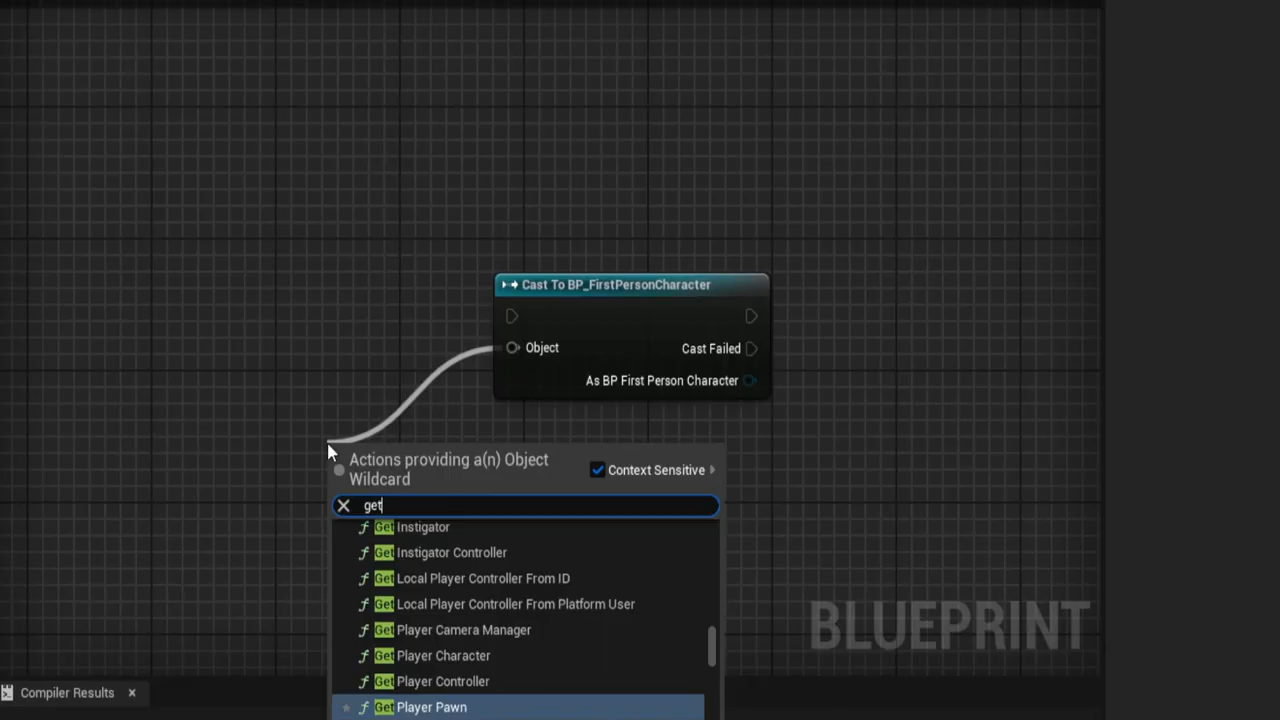 Cast To BP_FirstPersonCharacter
Object
Cast Failed
As BP First Person Character
Actions providing a(n) Object
Wildcard
Context Sensitive
get
Get Instigator
Get Instigator Controller
Get Local Player Controller From ID
Get Local Player Controller From Platform User
Get Player Camera Manager
Get Player Character
Get Player Controller
Get Player Pawn
BLUEPRINT
Compiler Results